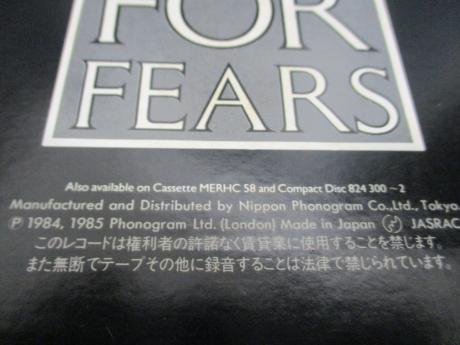 FOR
FEARS
Also available on Cassette MERHC 58 and Compact Disc 824 300~2
Manufactured and Distributed by Nippon Phonogram Co., Ltd., Tokyo.
Ⓟ 1984, 1985 Phonogram Ltd. (London) Made in Japan JASRAC
このレコードは権利者の許諾なく賃貸業に使用することを禁じます。
また無断でテープその他に録音することは法律で禁じられています。